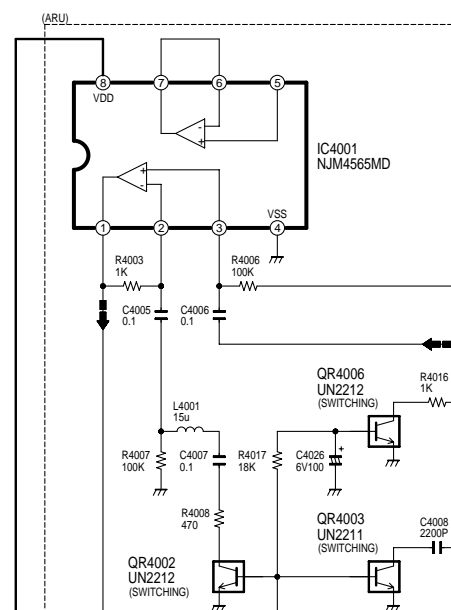 (ARU)
8
7
6
5
VDD
-
+
IC4001
NJM4565MD
+
-
VSS
1
2
3
4
R4003
1K
R4006
100K
C4005
0.1
C4006
0.1
QR4006
UN2212
(SWITCHING)
R4016
1K
L4001
15u
R4007
100K
C4007
0.1
R4017
18K
+
C4026
6V100
R4008
470
QR4003
UN2211
(SWITCHING)
C4008
2200P
QR4002
UN2212
(SWITCHING)